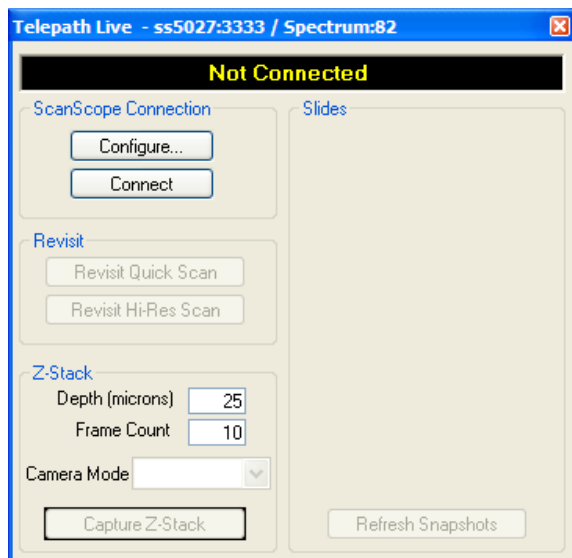 Telepath Live - ss5027:3333 / Spectrum:82
Not Connected
ScanScope Connection
Configure...
Connect
Revisit
Revisit Quick Scan
Revisit Hi-Res Scan
Z-Stack
Depth (microns) 25
Frame Count 10
Camera Mode
Capture Z-Stack
Slides
Refresh Snapshots